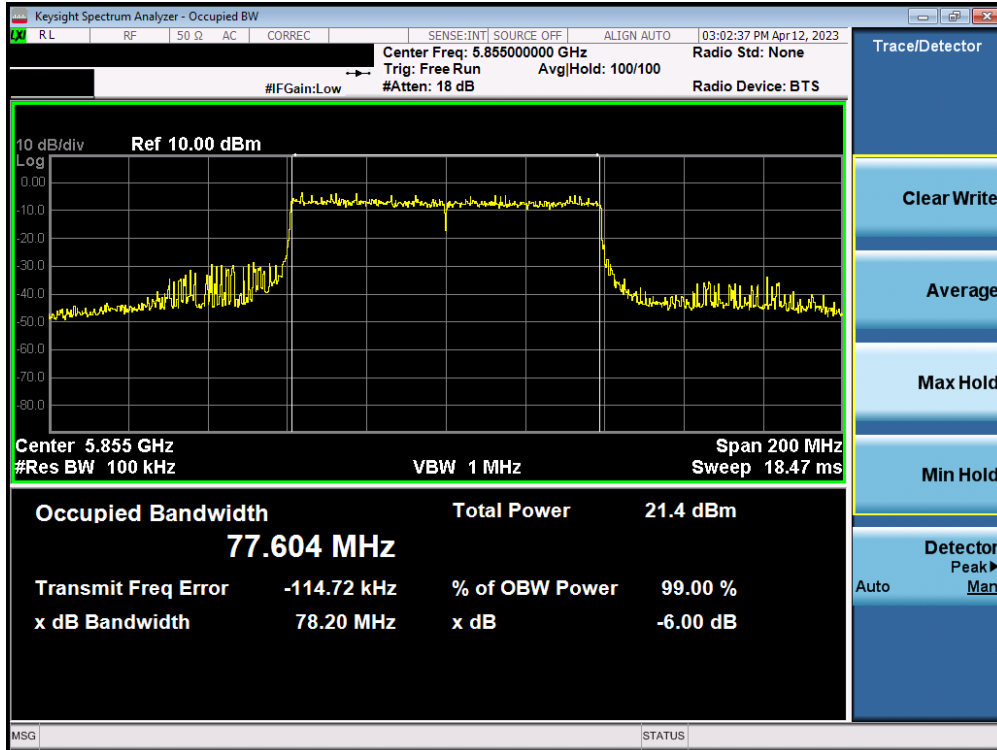 Keysight Spectrum Analyzer - Occupied BW
LXI RL RF 50 Ω AC CORREC SENSE:INT SOURCE OFF ALIGN AUTO 03:02:37 PM Apr 12, 2023
Center Freq: 5.855000000 GHz Radio Std: None
Trig: Free Run Avg|Hold: 100/100
#IFGain:Low #Atten: 18 dB Radio Device: BTS
10 dB/div Ref 10.00 dBm
Log
0.00
-10.0
-20.0
-30.0
-40.0
-50.0
-60.0
-70.0
-80.0
Center 5.855 GHz Span 200 MHz
#Res BW 100 kHz VBW 1 MHz Sweep 18.47 ms
Occupied Bandwidth Total Power 21.4 dBm
77.604 MHz
Transmit Freq Error -114.72 kHz % of OBW Power 99.00 %
x dB Bandwidth 78.20 MHz x dB -6.00 dB
MSG STATUS
Trace/Detector
Clear Write
Average
Max Hold
Min Hold
Detector
Peak▶
Auto Man